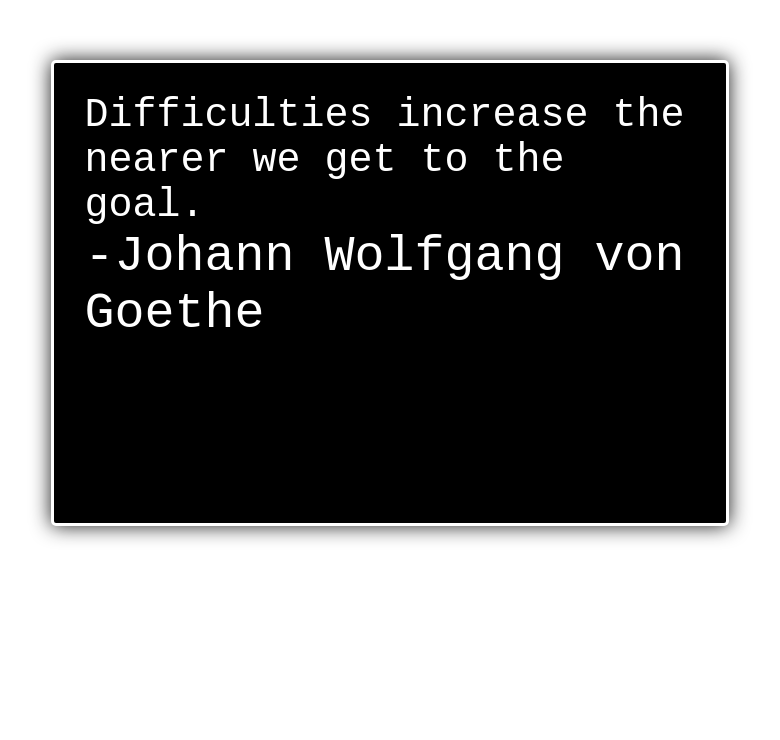 Difficulties increase the
nearer we get to the
goal.
-Johann Wolfgang von
Goethe